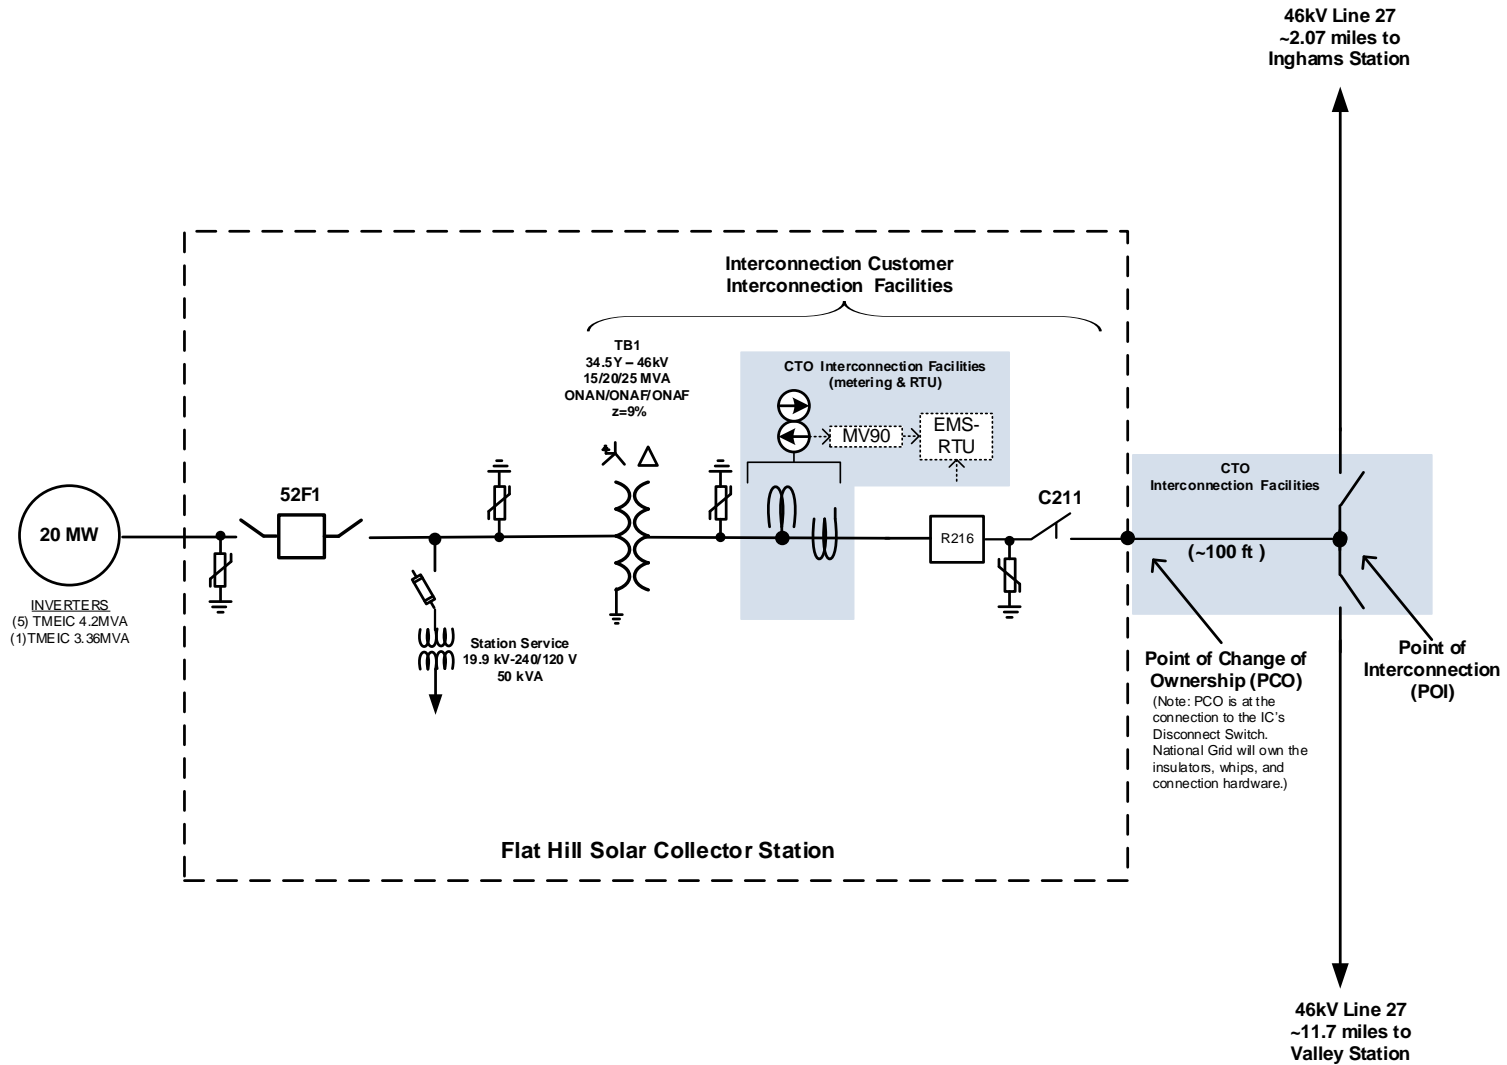 46kV Line 27
~2.07 miles to
Inghams Station
Interconnection Customer
Interconnection Facilities
TB1
34.5Y – 46kV
15/20/25 MVA
ONAN/ONAF/ONAF
z=9%
CTO Interconnection Facilities
(metering & RTU)
MV90
EMS-
RTU
CTO
Interconnection Facilities
52F1
C211
20 MW
R216
(~100 ft )
INVERTERS
(5) TMEIC 4.2MVA
(1)TMEIC 3.36MVA
Station Service
19.9 kV-240/120 V
50 kVA
Point of Change of
Ownership (PCO)
(Note: PCO is at the
connection to the IC's
Disconnect Switch.
National Grid will own the
insulators, whips, and
connection hardware.)
Point of
Interconnection
(POI)
Flat Hill Solar Collector Station
46kV Line 27
~11.7 miles to
Valley Station